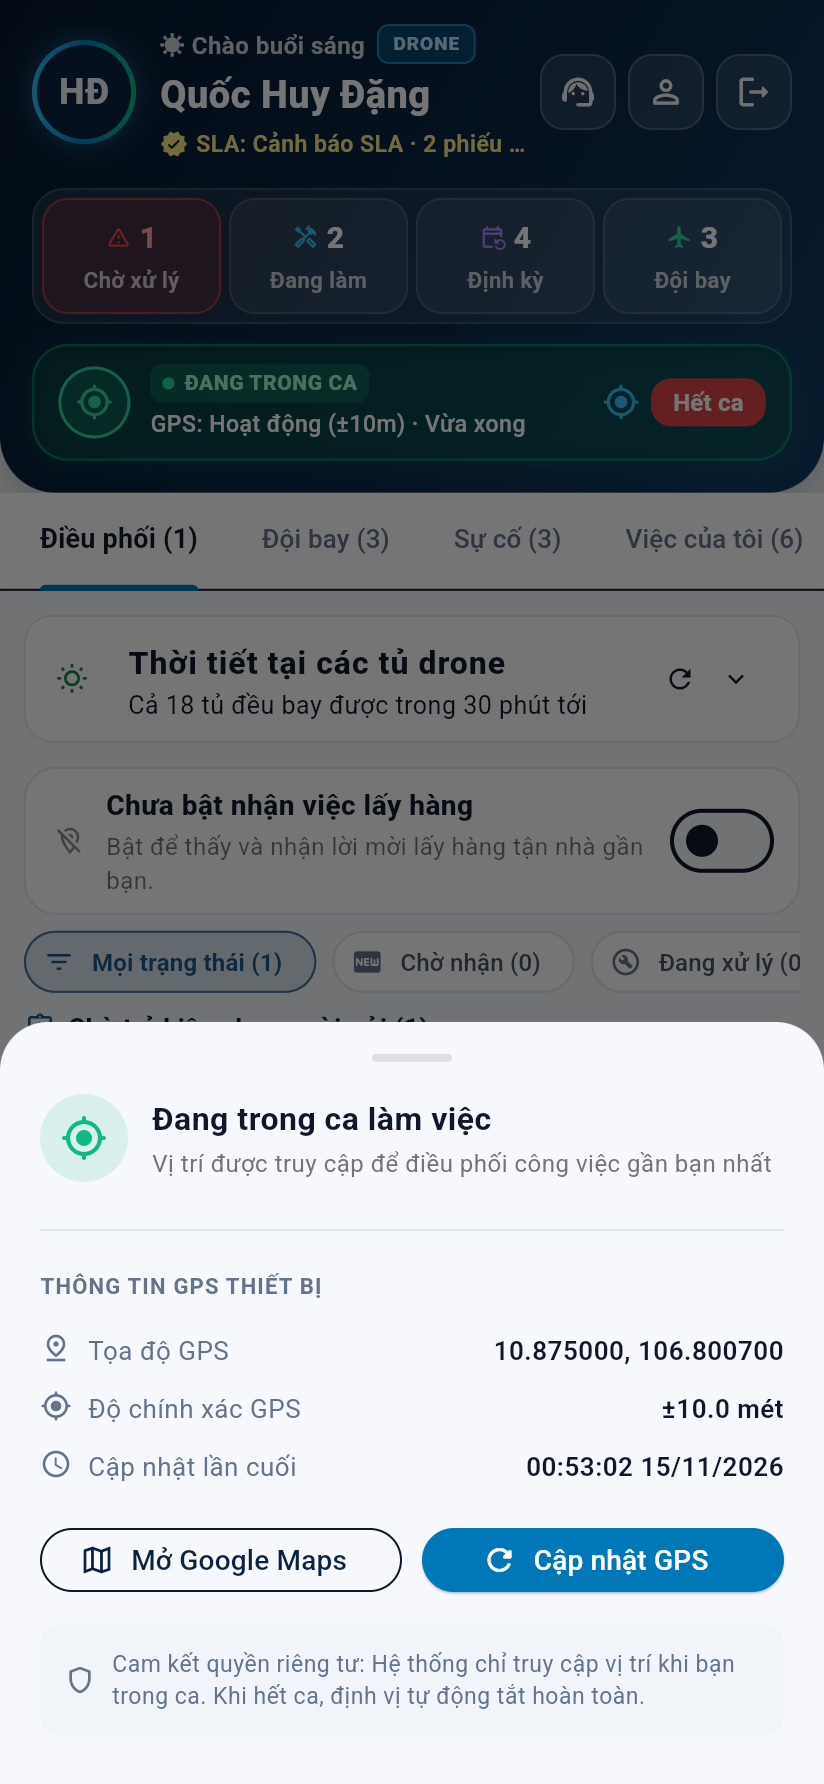 HĐ
Chào buổi sáng
DRONE
Quốc Huy Đặng
SLA: Cảnh báo SLA · 2 phiếu ...
1
Chờ xử lý
2
Đang làm
4
Định kỳ
3
Đội bay
ĐANG TRONG CA
GPS: Hoạt động (±10m) · Vừa xong
Hết ca
Điều phối (1)
Đội bay (3)
Sự cố (3)
Việc của tôi (6)
Thời tiết tại các tủ drone
Cả 18 tủ đều bay được trong 30 phút tới
Chưa bật nhận việc lấy hàng
Bật để thấy và nhận lời mời lấy hàng tận nhà gần
bạn.
Mọi trạng thái (1)
NEW
Chờ nhận (0)
Đang xử lý (0
Đang trong ca làm việc
Vị trí được truy cập để điều phối công việc gần bạn nhất
THÔNG TIN GPS THIẾT BỊ
Tọa độ GPS
10.875000, 106.800700
Độ chính xác GPS
±10.0 mét
Cập nhật lần cuối
00:53:02 15/11/2026
Mở Google Maps
Cập nhật GPS
Cam kết quyền riêng tư: Hệ thống chỉ truy cập vị trí khi bạn
trong ca. Khi hết ca, định vị tự động tắt hoàn toàn.